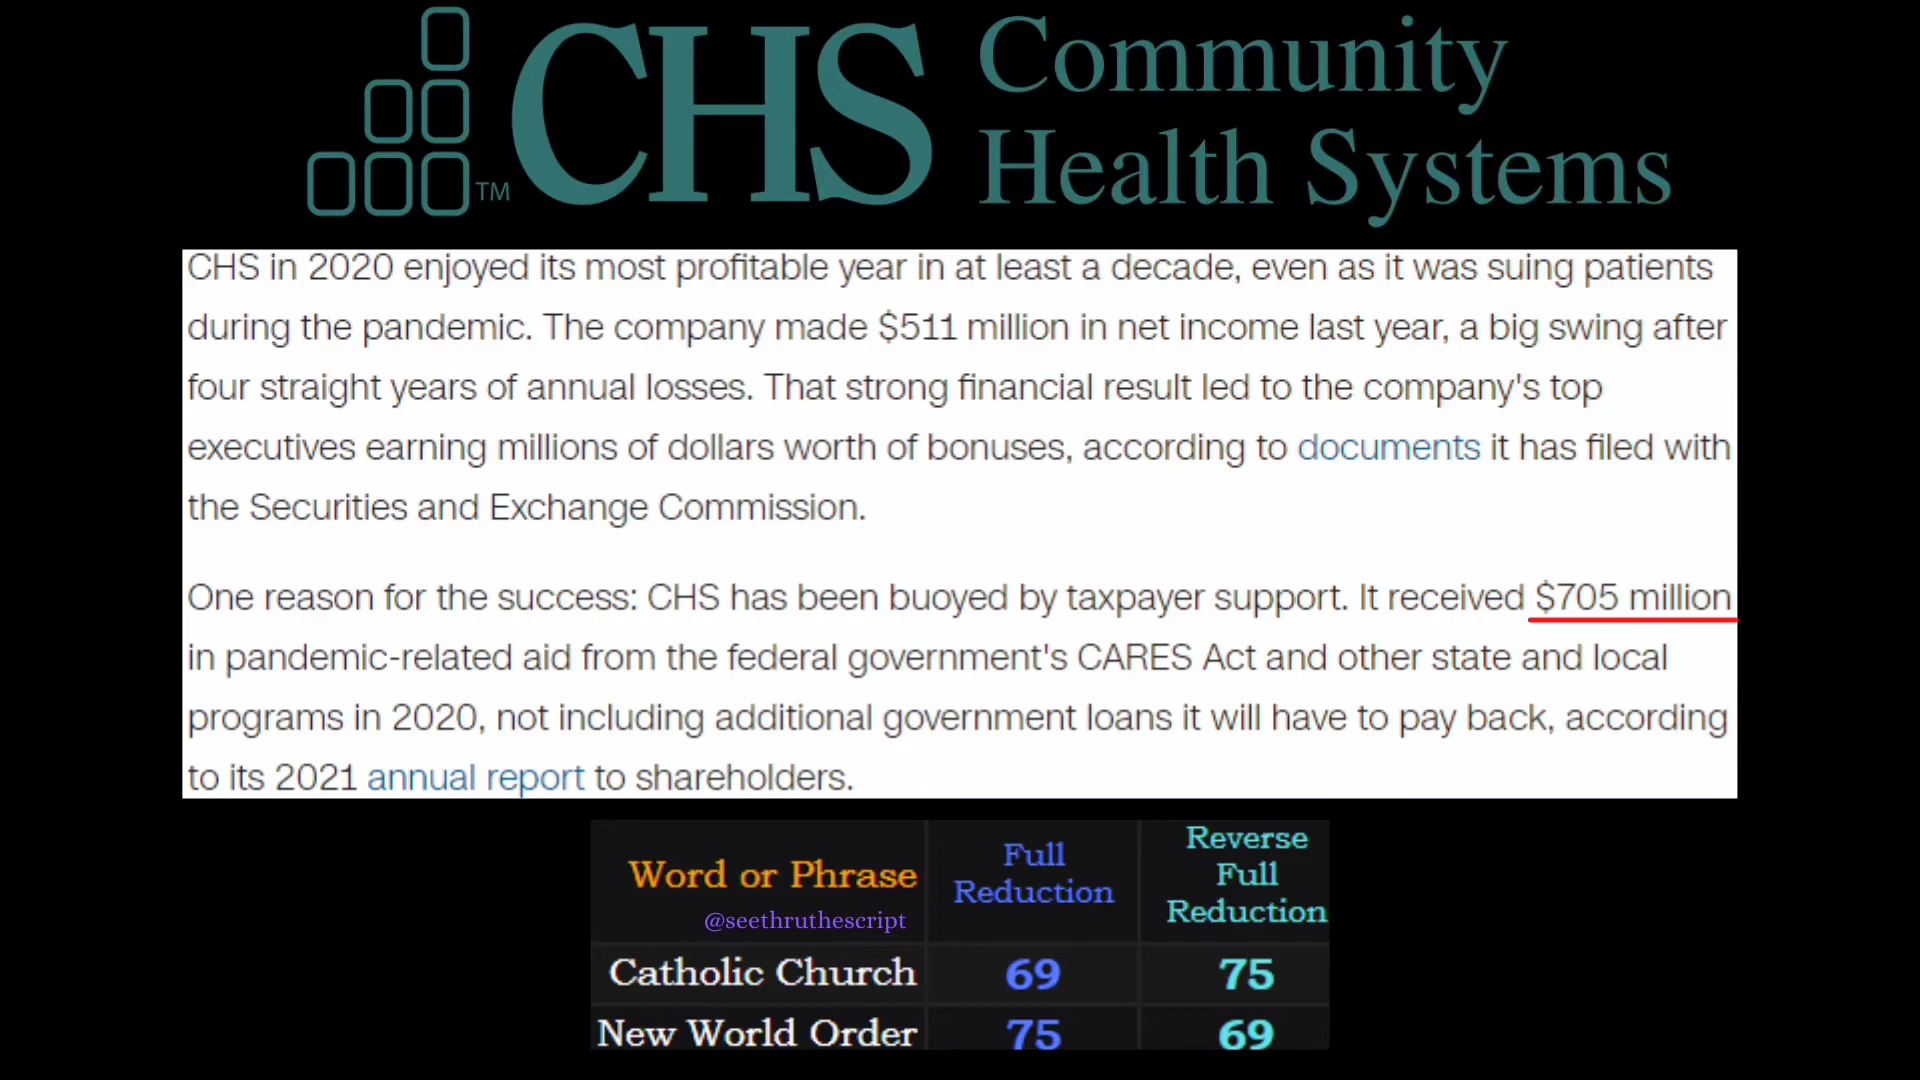 CHS Community
Health Systems
TM
CHS in 2020 enjoyed its most profitable year in at least a decade, even as it was suing patients
during the pandemic. The company made $511 million in net income last year, a big swing after
four straight years of annual losses. That strong financial result led to the company's top
executives earning millions of dollars worth of bonuses, according to documents it has filed with
the Securities and Exchange Commission.
One reason for the success: CHS has been buoyed by taxpayer support. It received $705 million
in pandemic-related aid from the federal government's CARES Act and other state and local
programs in 2020, not including additional government loans it will have to pay back, according
to its 2021 annual report to shareholders.
Word or Phrase
@seethruthescript
Full
Reduction
Reverse
Full
Reduction
Catholic Church 69 75
New World Order 75 69